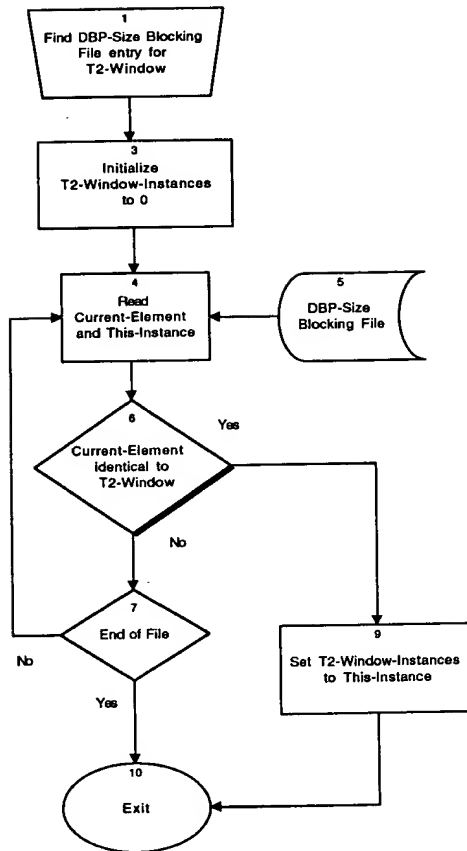 1
Find DBP-Size Blocking
File entry for
T2-Window
3
Initialize
T2-Window-Instances
to 0
4
Read
Current-Element
and This-Instance
5
DBP-Size
Blocking File
6
Current-Element
identical to
T2-Window
Yes
No
7
End of File
No
Yes
9
Set T2-Window-Instances
to This-Instance
10
Exit